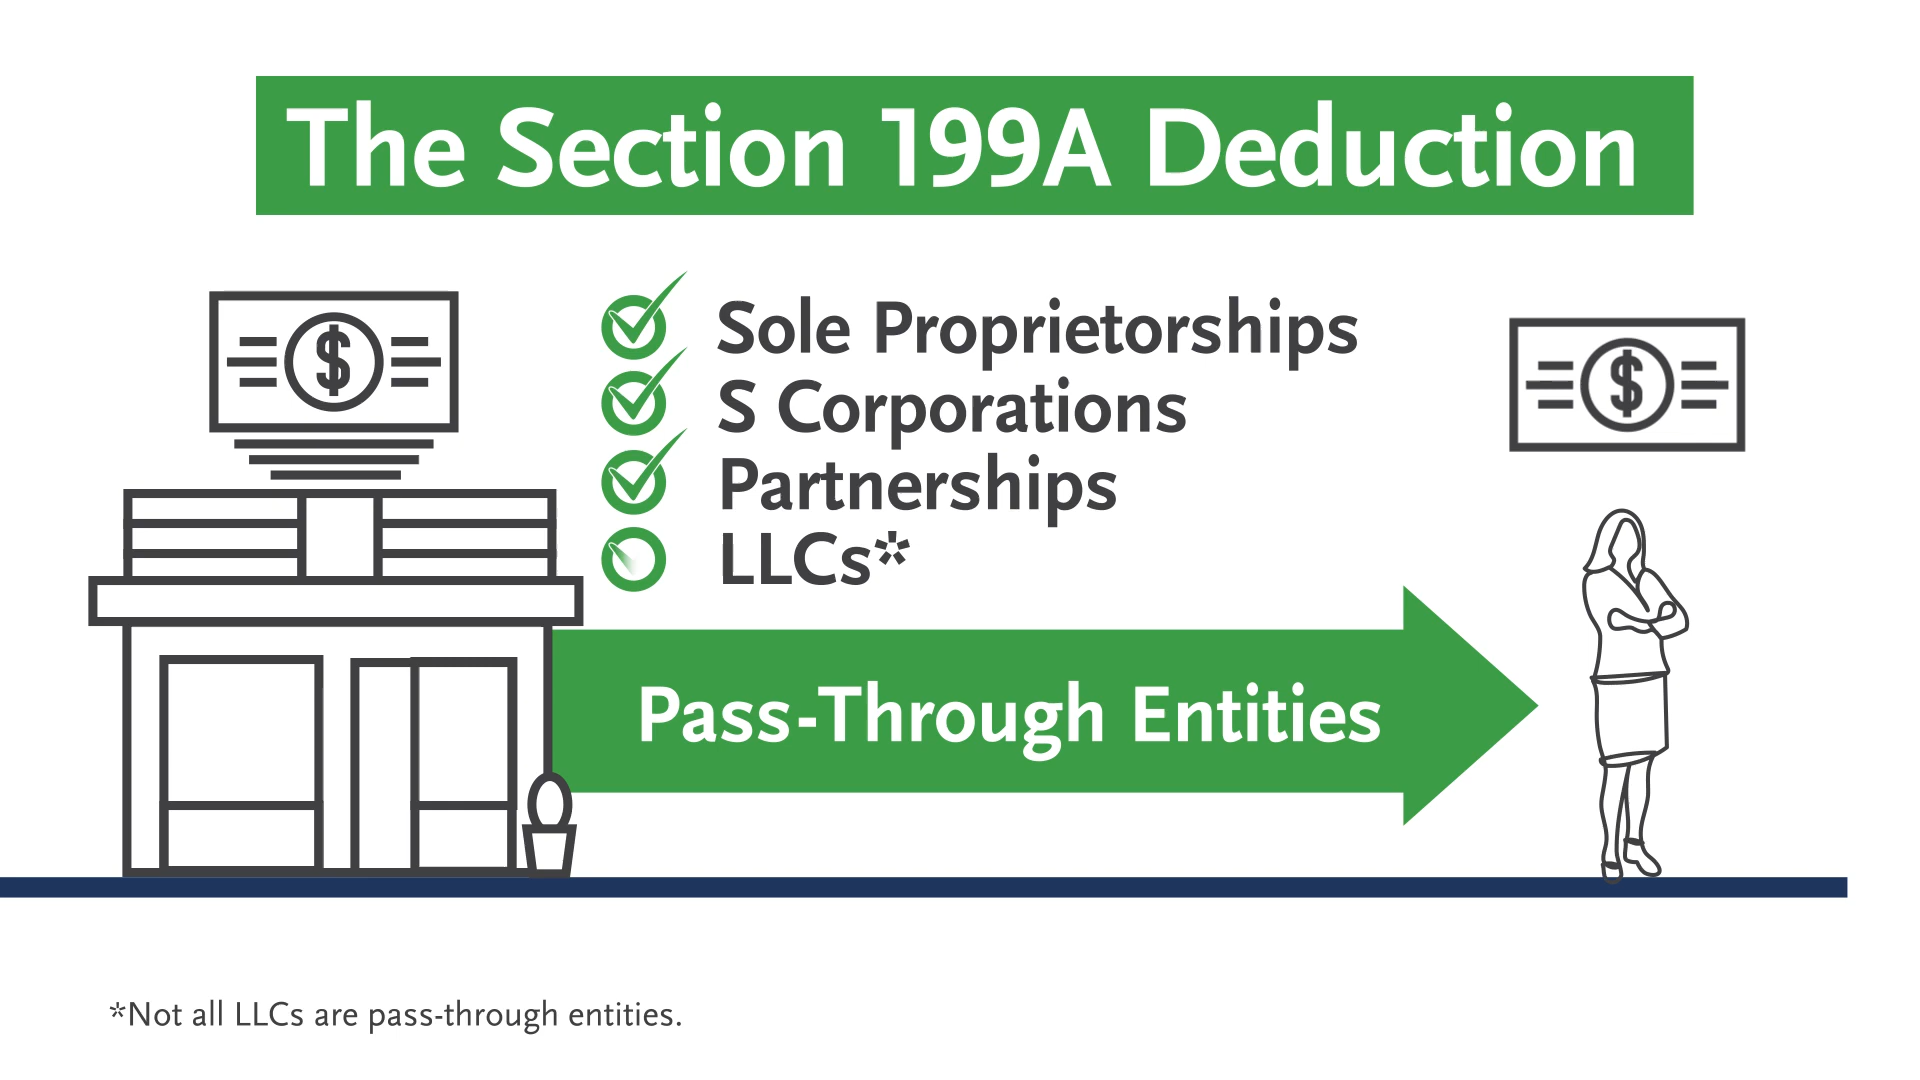 The Section 199A Deduction
$
$
Sole Proprietorships
S Corporations
Partnerships
LLCs*
Pass-Through Entities
*Not all LLCs are pass-through entities.